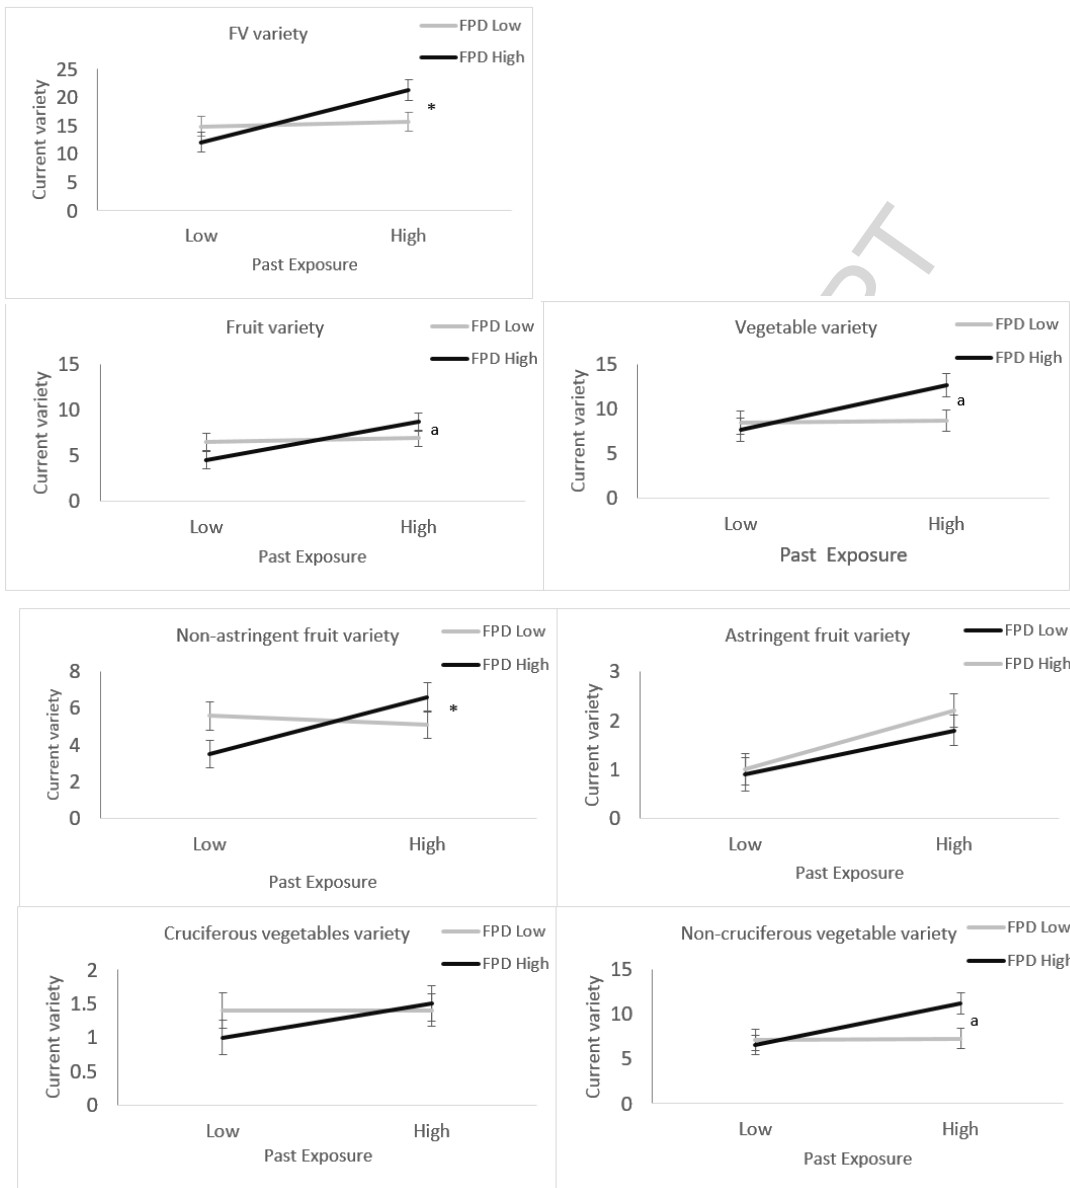 FV variety
FPD Low
FPD High
25
20
15
10
5
0
Current variety
*
Low
High
Past Exposure
PT
Fruit variety
FPD Low
FPD High
15
10
5
0
Current variety
a
Low
High
Past Exposure
Vegetable variety
FPD Low
FPD High
15
10
5
0
Current variety
a
Low
High
Past Exposure
Non-astringent fruit variety
FPD Low
FPD High
8
6
4
2
0
Current variety
*
Low
High
Past Exposure
Astringent fruit variety
FPD Low
FPD High
3
2
1
0
Current variety
Low
High
Past Exposure
Cruciferous vegetables variety
FPD Low
FPD High
2
1.5
1
0.5
0
Current variety
Low
High
Past Exposure
Non-cruciferous vegetable variety
FPD Low
FPD High
15
10
5
0
Current variety
a
Low
High
Past Exposure